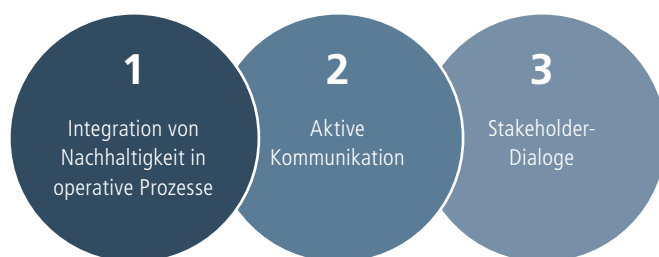 1
Integration von
Nachhaltigkeit in
operative Prozesse
2
Aktive
Kommunikation
3
Stakeholder-
Dialoge